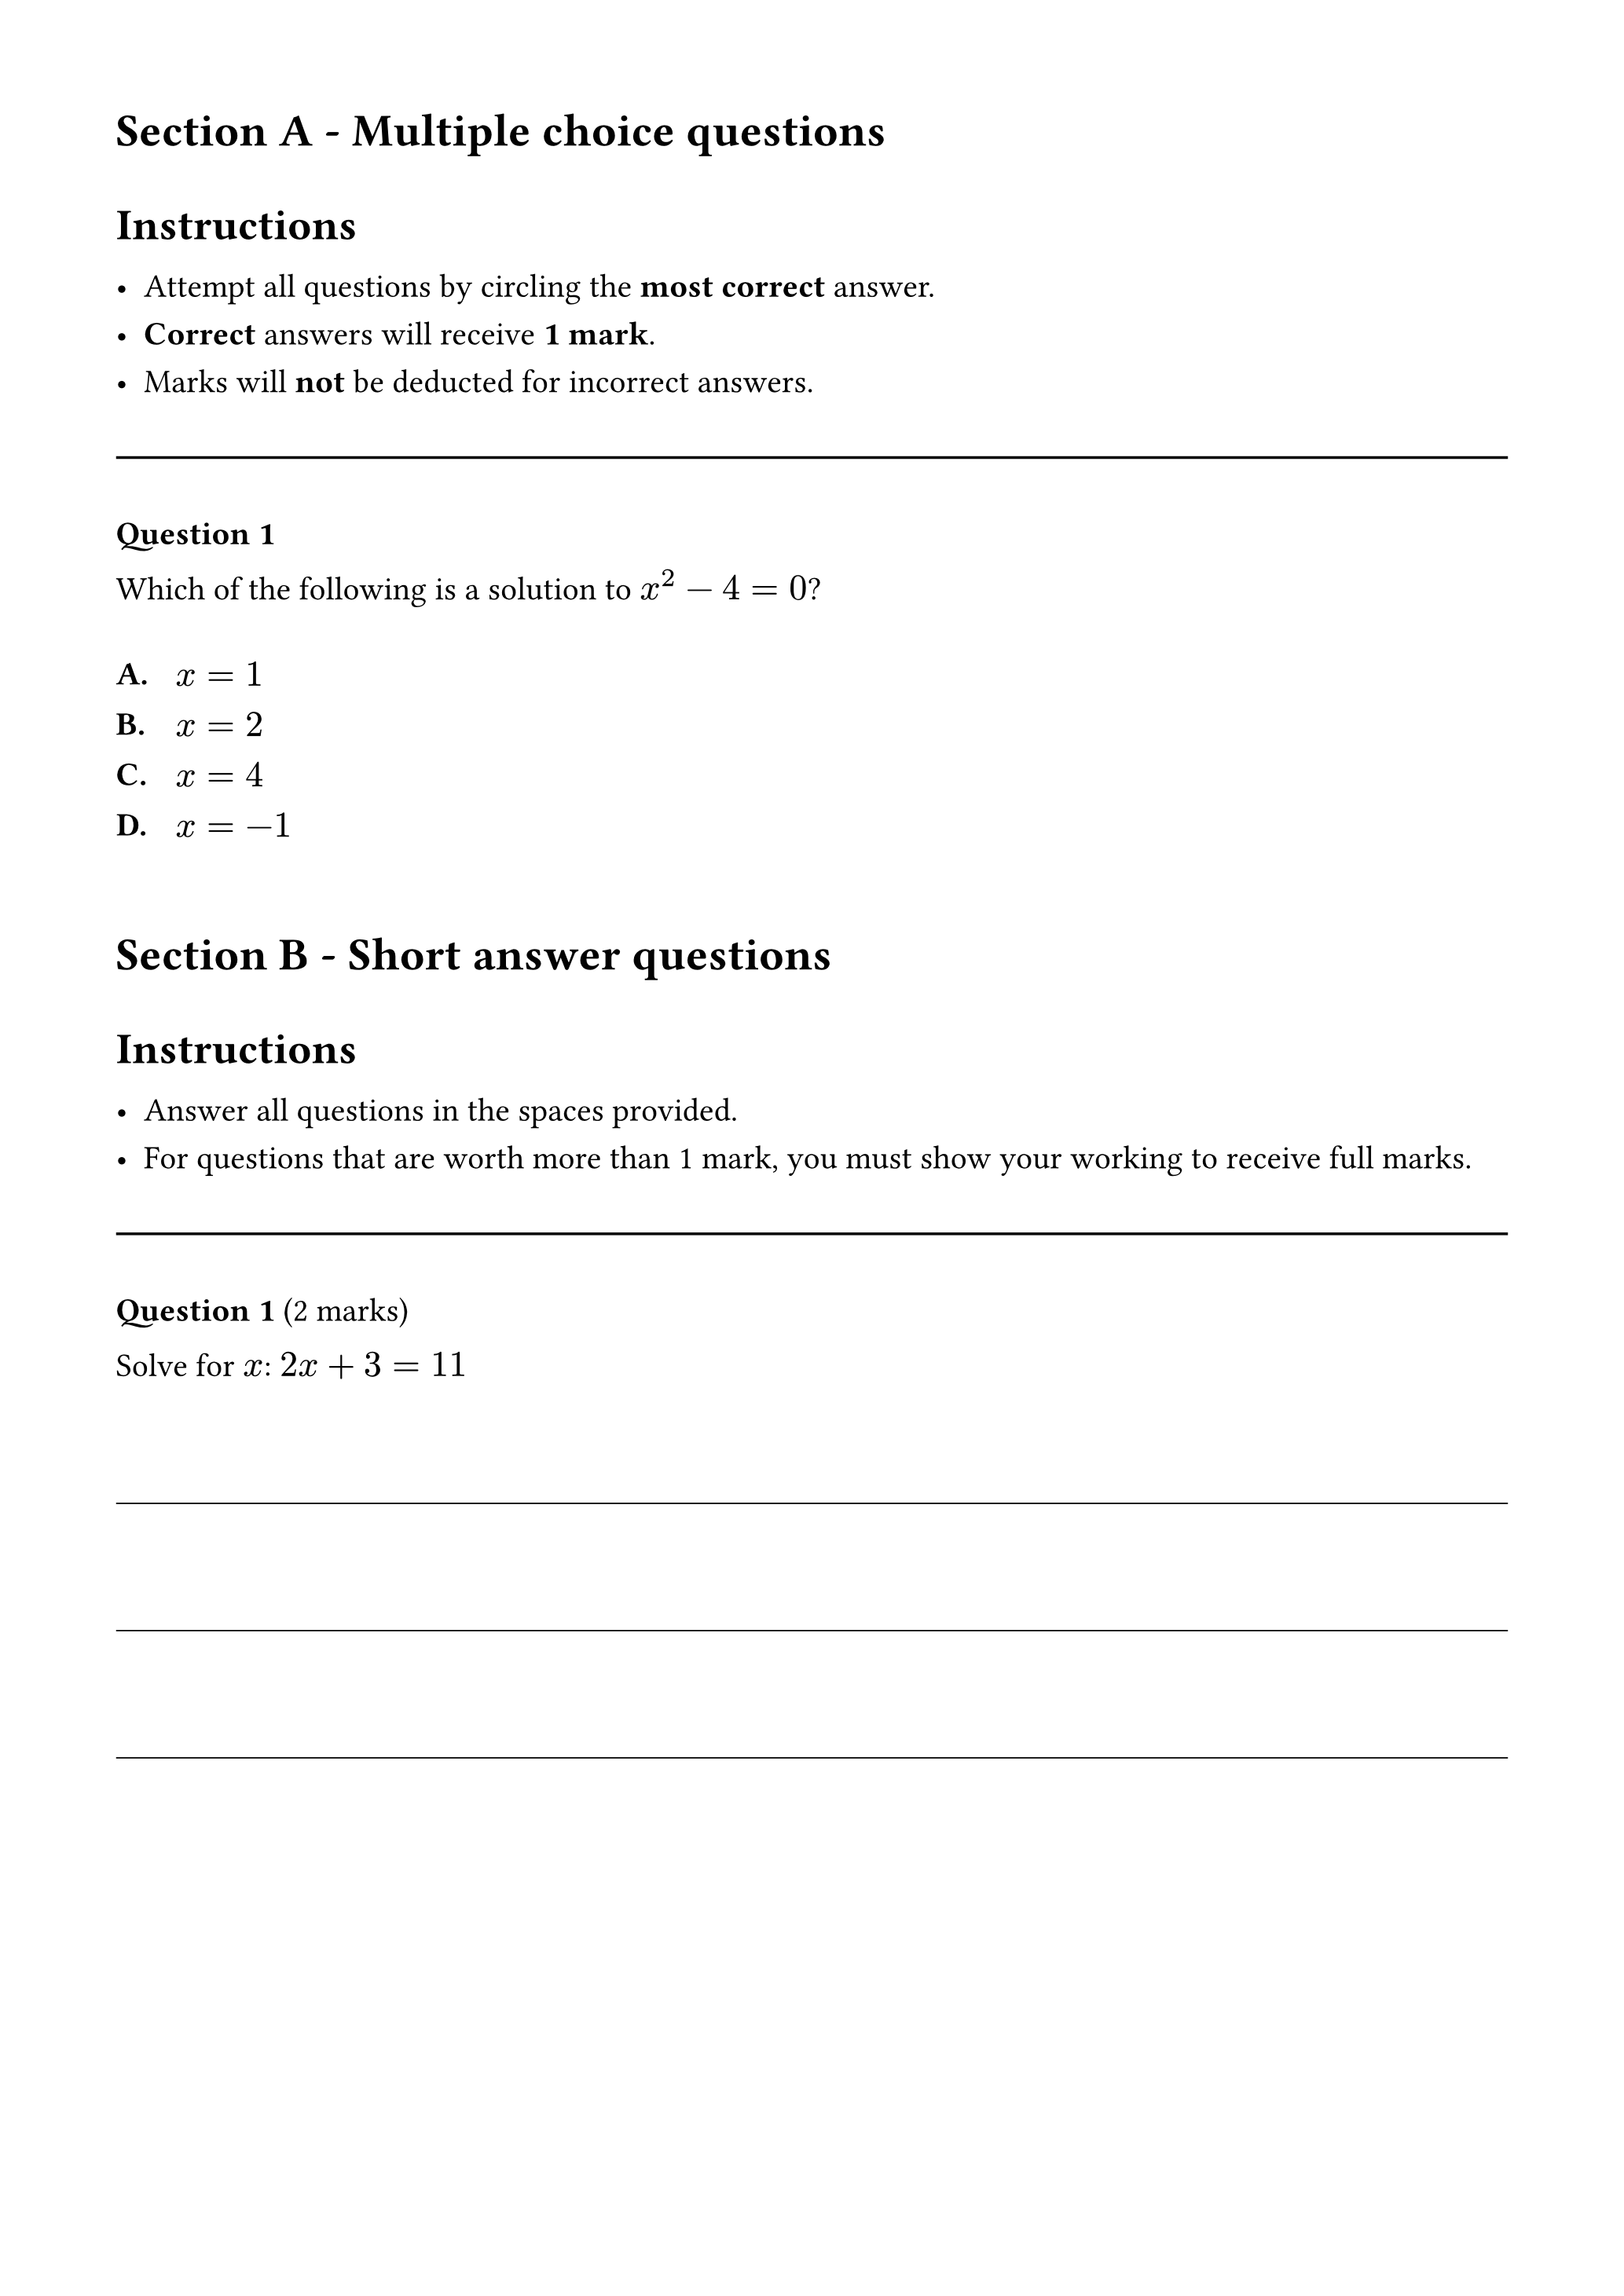 Section A - Multiple choice questions
Instructions
• Attempt all questions by circling the most correct answer.
• Correct answers will receive 1 mark.
• Marks will not be deducted for incorrect answers.
Question 1
Which of the following is a solution to x² − 4 = 0?
A. x = 1
B. x = 2
C. x = 4
D. x = −1
Section B - Short answer questions
Instructions
• Answer all questions in the spaces provided.
• For questions that are worth more than 1 mark, you must show your working to receive full marks.
Question 1 (2 marks)
Solve for x: 2x + 3 = 11